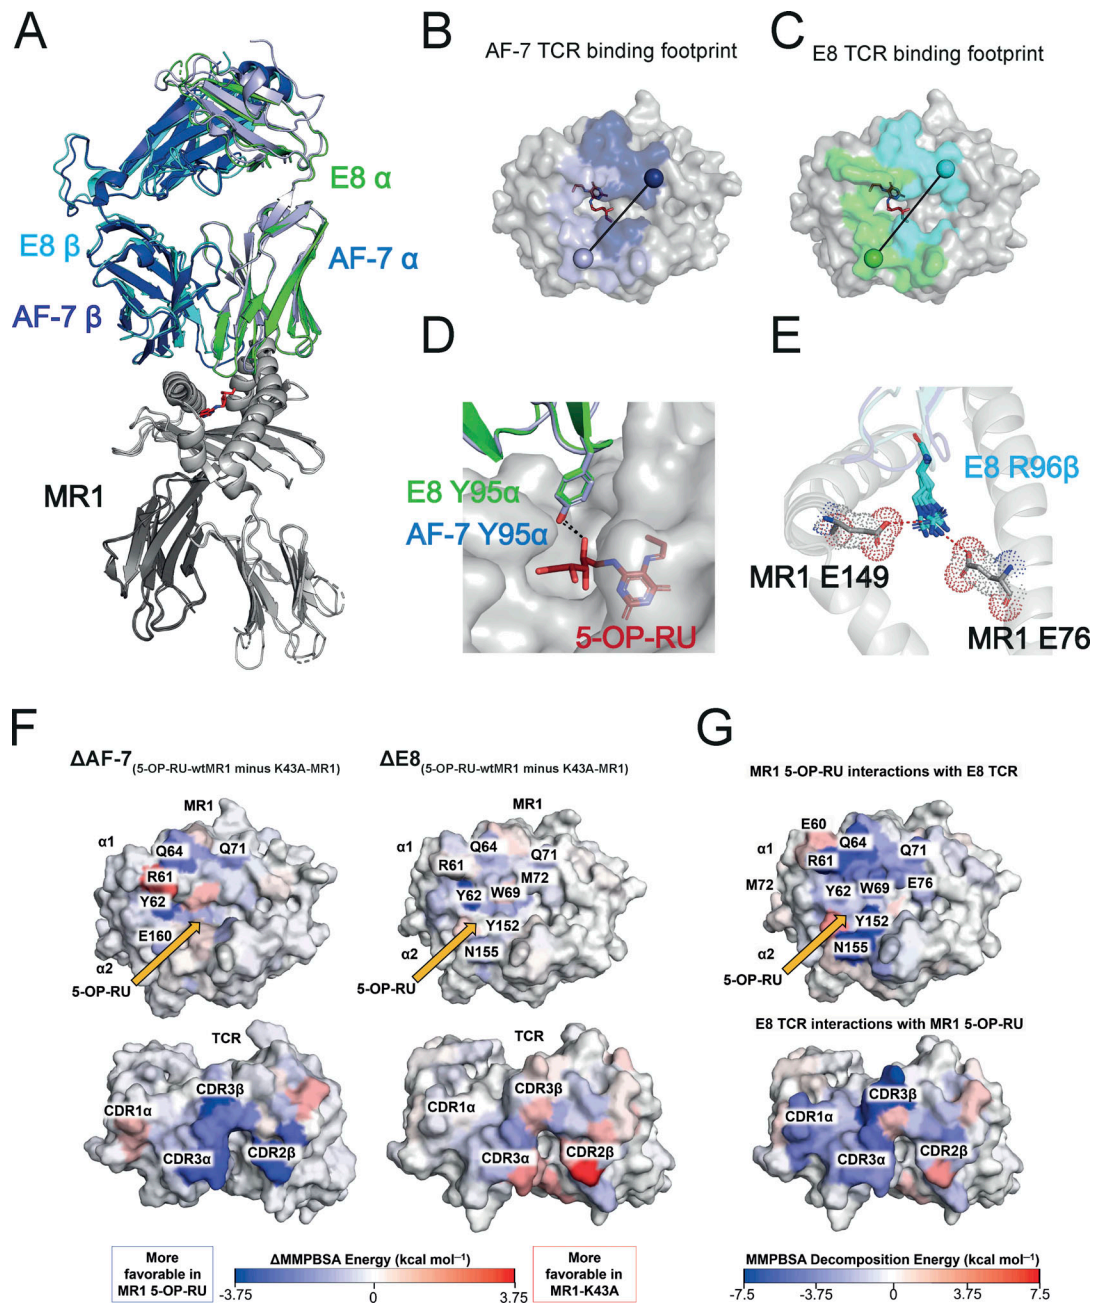 A
E8 α
E8 β
AF-7 α
AF-7 β
MR1
B
AF-7 TCR binding footprint
C
E8 TCR binding footprint
D
E8 Y95α
AF-7 Y95α
5-OP-RU
E
E8 R96β
MR1 E149
MR1 E76
F
ΔAF-7(5-OP-RU-wtMR1 minus K43A-MR1)
MR1
α1
Q64
Q71
R61
Y62
E160
α2
5-OP-RU
TCR
CDR3β
CDR1α
CDR3α
CDR2β
ΔE8(5-OP-RU-wtMR1 minus K43A-MR1)
MR1
α1
Q64
Q71
R61
M72
Y62
W69
Y152
α2
N155
5-OP-RU
TCR
CDR3β
CDR1α
CDR3α
CDR2β
More
favorable in
MR1 5-OP-RU
ΔMMPBSA Energy (kcal mol⁻¹)
-3.75
0
3.75
More
favorable in
MR1-K43A
G
MR1 5-OP-RU interactions with E8 TCR
E60
α1
Q64
R61
Q71
M72
Y62
W69
E76
Y152
α2
N155
5-OP-RU
E8 TCR interactions with MR1 5-OP-RU
CDR3β
CDR1α
CDR3α
CDR2β
MMPBSA Decomposition Energy (kcal mol⁻¹)
-7.5
-3.75
0
3.75
7.5